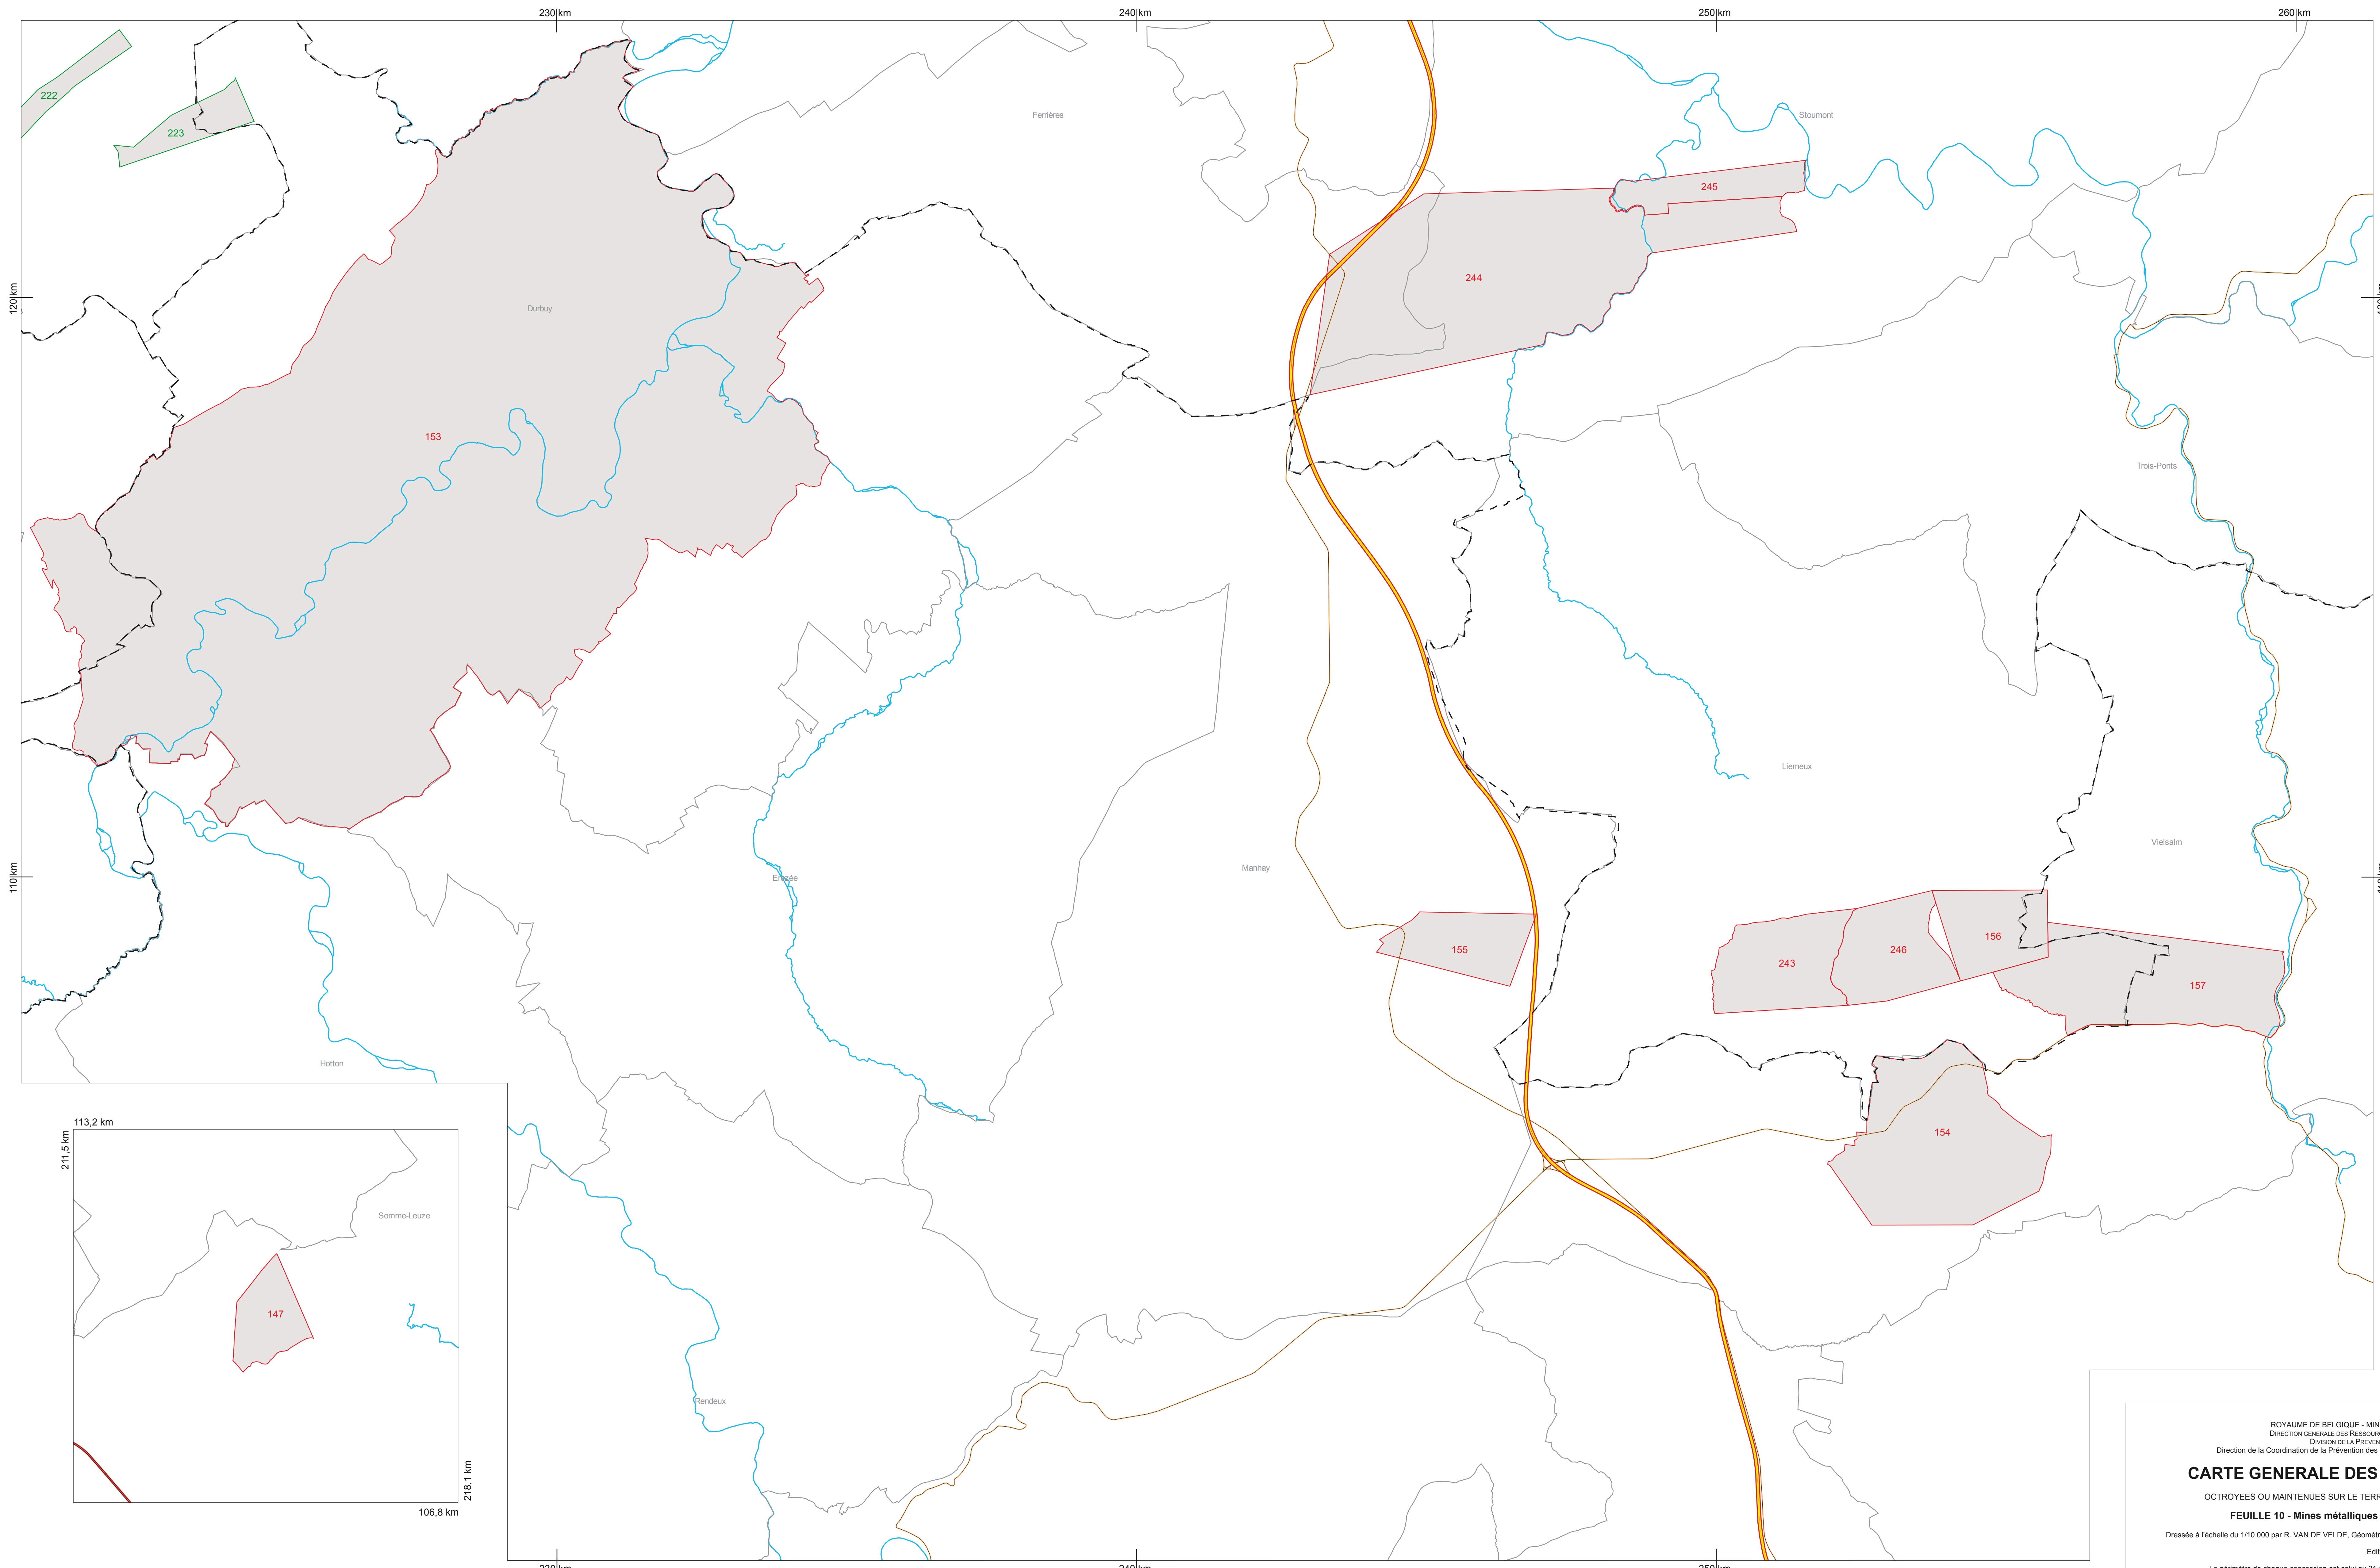 230 km
240 km
250 km
260 km
222
223
Ferrières
Stoumont
245
244
120 km
Durbuy
153
Trois-Ponts
Lierneux
Vielsalm
110 km
Erezée
Manhay
155
243
246
156
157
Hotton
154
113,2 km
211,5 km
Somme-Leuze
147
218,1 km
106,8 km
Rendeux
ROYAUME DE BELGIQUE - MIN
DIRECTION GENERALE DES RESSOUR
DIVISION DE LA PREVEN
Direction de la Coordination de la Prévention des
CARTE GENERALE DES
OCTROYEES OU MAINTENUES SUR LE TERR
FEUILLE 10 - Mines métalliques
Dressée à l'échelle du 1/10.000 par R. VAN DE VELDE, Géomètr